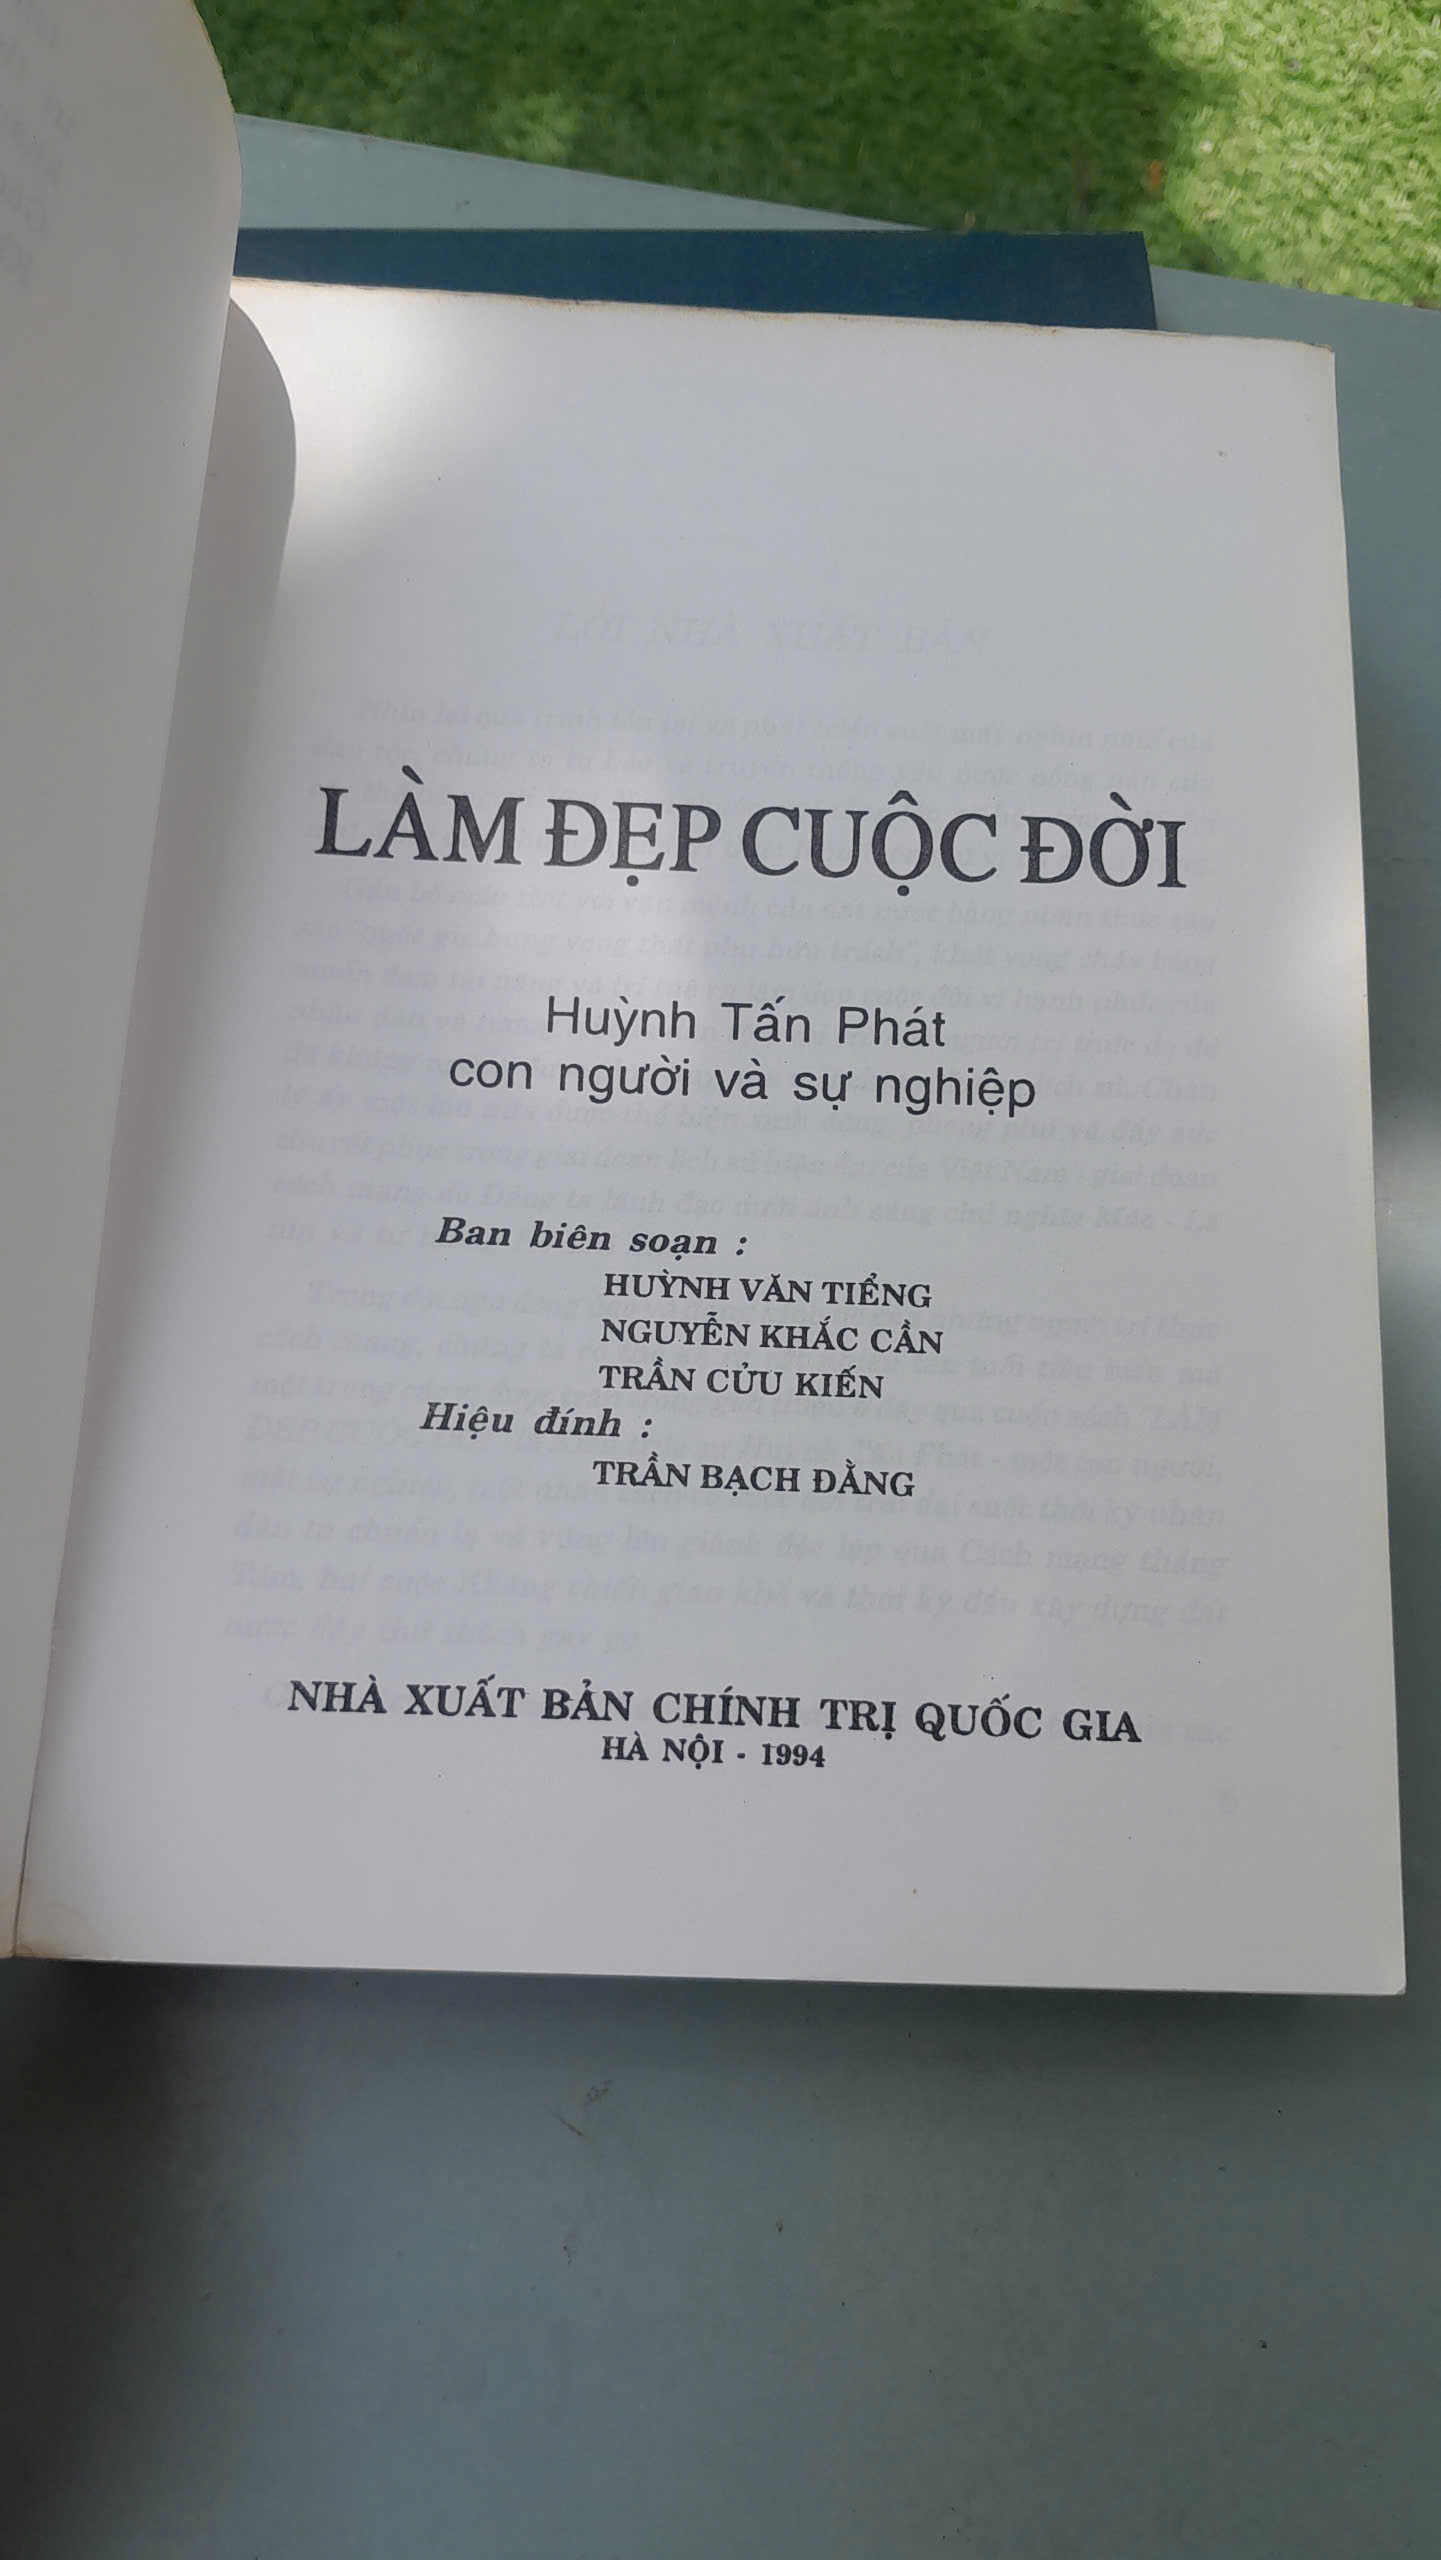 LÀM ĐẸP CUỘC ĐỜI
Huỳnh Tấn Phát
con người và sự nghiệp
Ban biên soạn :
HUỲNH VĂN TIỂNG
NGUYỄN KHẮC CẦN
TRẦN CỬU KIẾN
Hiệu đính :
TRẦN BẠCH ĐẰNG
NHÀ XUẤT BẢN CHÍNH TRỊ QUỐC GIA
HÀ NỘI - 1994